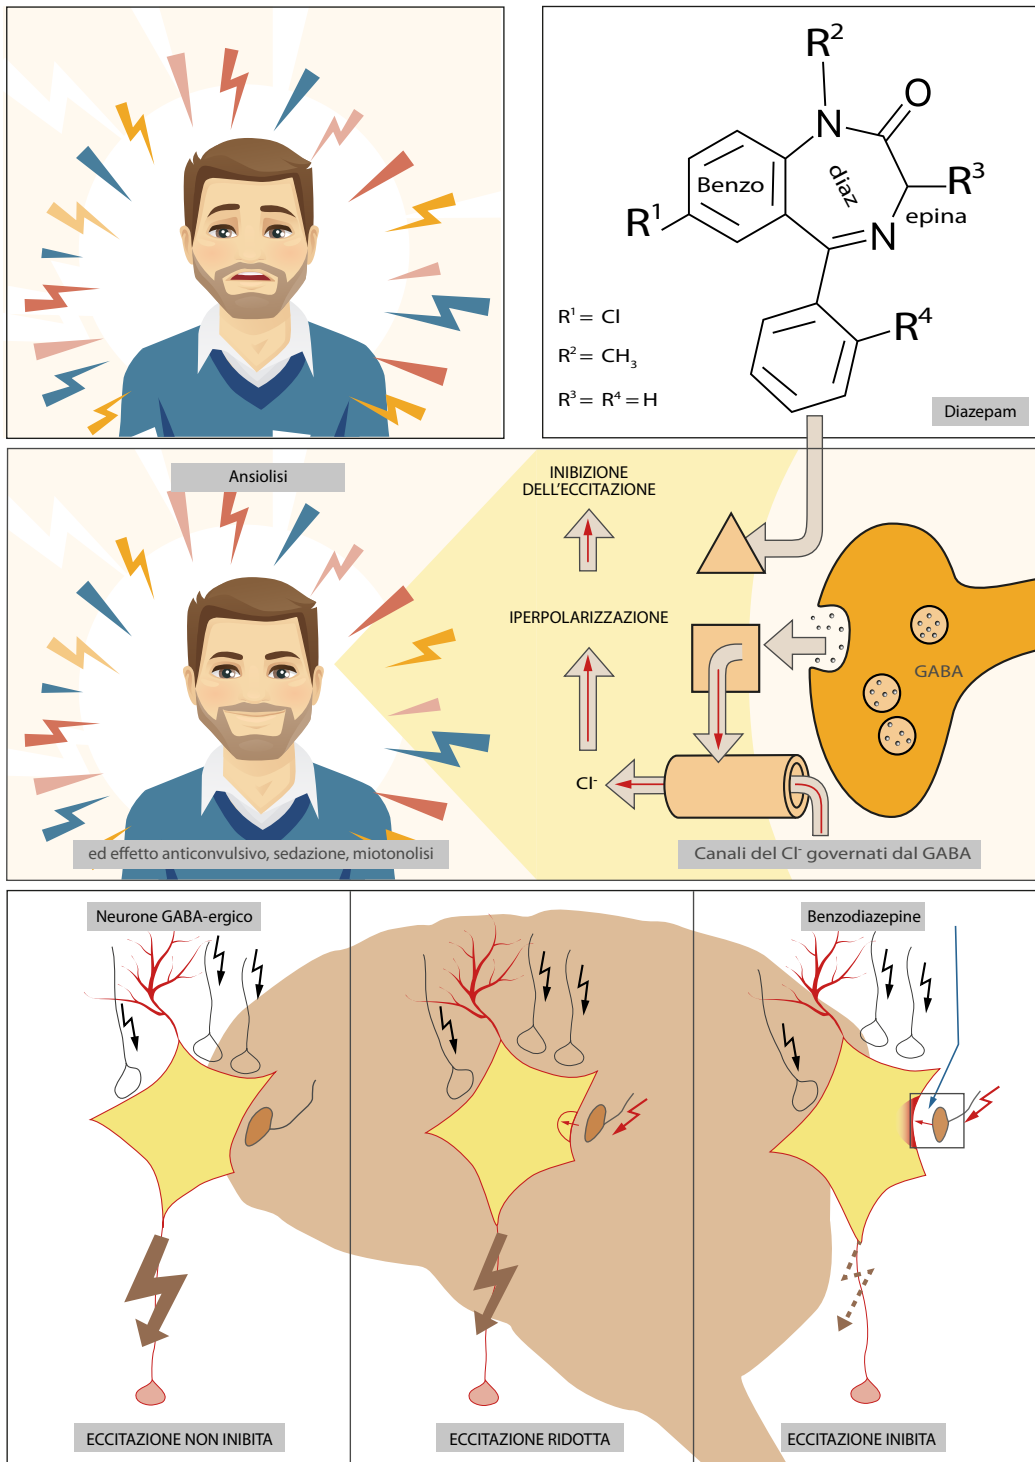 R²
O
N
Benzo
diaz
R³
R¹
epina
N
R¹ = Cl
R⁴
R² = CH₃
R³ = R⁴ = H
Diazepam
Ansiolisi
INIBIZIONE
DELL'ECCITAZIONE
IPERPOLARIZZAZIONE
GABA
Cl⁻
ed effetto anticonvulsivo, sedazione, miotonolisi
Canali del Cl⁻ governati dal GABA
Neurone GABA-ergico
Benzodiazepine
ECCITAZIONE NON INIBITA
ECCITAZIONE RIDOTTA
ECCITAZIONE INIBITA